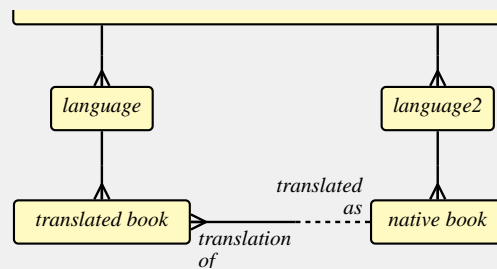 language
language2
translated
as
translated book
native book
translation
of